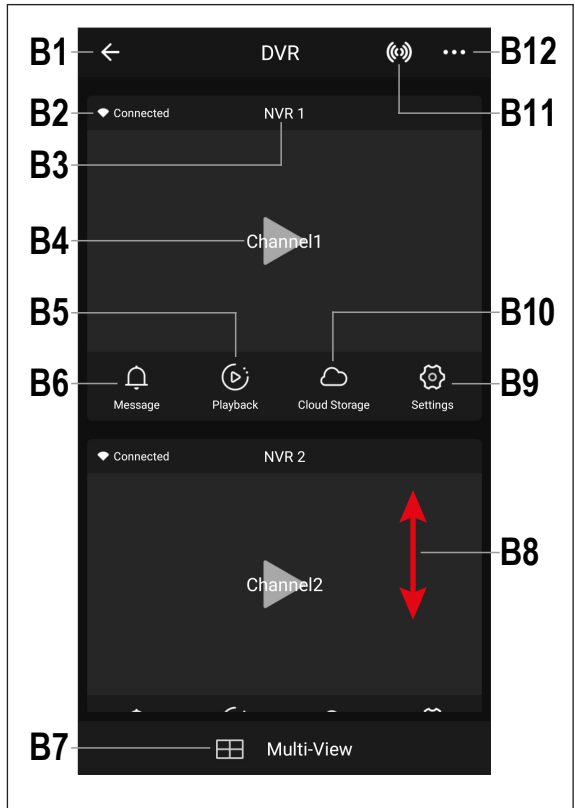 B1 DVR B12
B2 Connected NVR 1 B11
B3
B4 Channel1
B5 B10
B6 B9
Message Playback Cloud Storage Settings
Connected NVR 2
B8
Channel2
B7 Multi-View